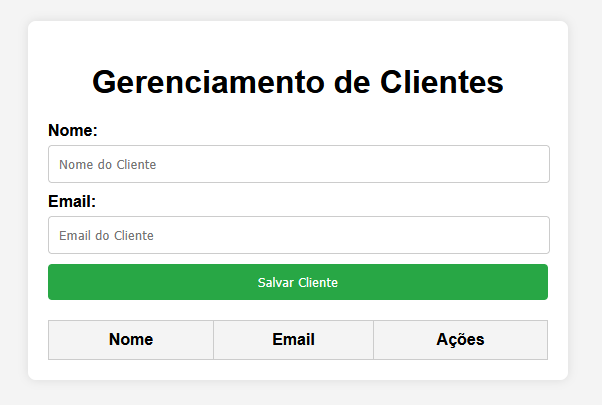 Gerenciamento de Clientes
Nome:
Nome do Cliente
Email:
Email do Cliente
Salvar Cliente
Nome Email Ações